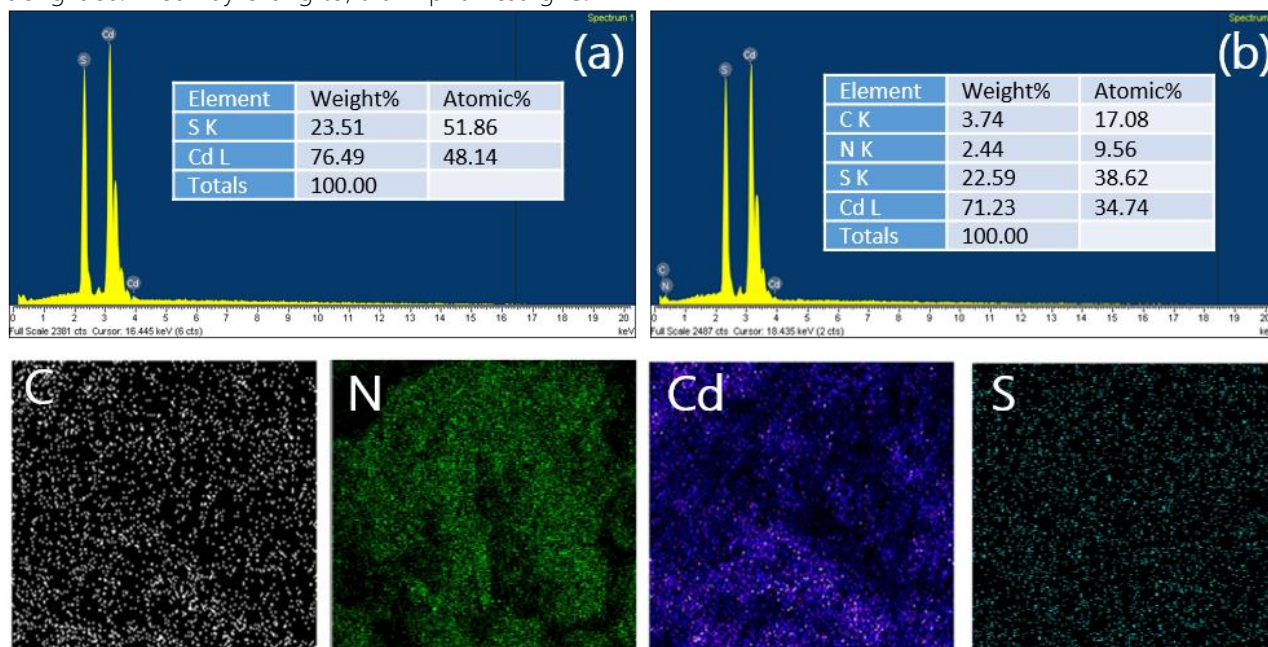 Spectrum 1
(a)
S
Cd
Element Weight% Atomic%
S K 23.51 51.86
Cd L 76.49 48.14
Totals 100.00
Cd
0 1 2 3 4 5 6 7 8 9 10 11 12 13 14 15 16 17 18 19 20
Full Scale 2381 cts Cursor: 16.445 keV (6 cts)
keV
(b)
S
Cd
Element Weight% Atomic%
C K 3.74 17.08
N K 2.44 9.56
S K 22.59 38.62
Cd L 71.23 34.74
Totals 100.00
C
N
Cd
0 1 2 3 4 5 6 7 8 9 10 11 12 13 14 15 16 17 18 19
Full Scale 2487 cts Cursor: 18.435 keV (2 cts)
C
N
Cd
S